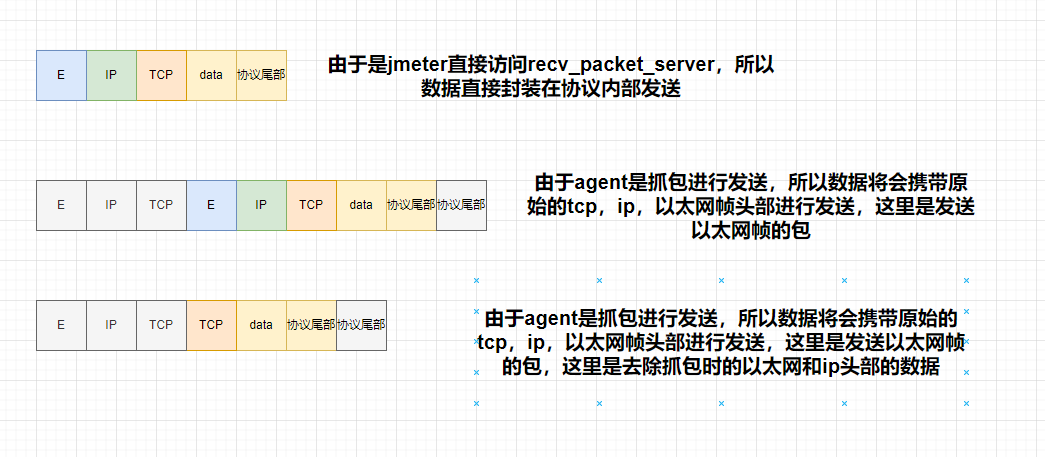 E IP TCP data 协议尾部
由于是jmeter直接访问recv_packet_server，所以
数据直接封装在协议内部发送
E IP TCP E IP TCP data 协议尾部 协议尾部
由于agent是抓包进行发送，所以数据将会携带原
始的tcp，ip，以太网帧头部进行发送，这里是发送
以太网帧的包
E IP TCP TCP data 协议尾部 协议尾部
由于agent是抓包进行发送，所以数据将会携带原始的
tcp，ip，以太网帧头部进行发送，这里是发送以太网帧
的包，这里是去除抓包时的以太网和ip头部的数据